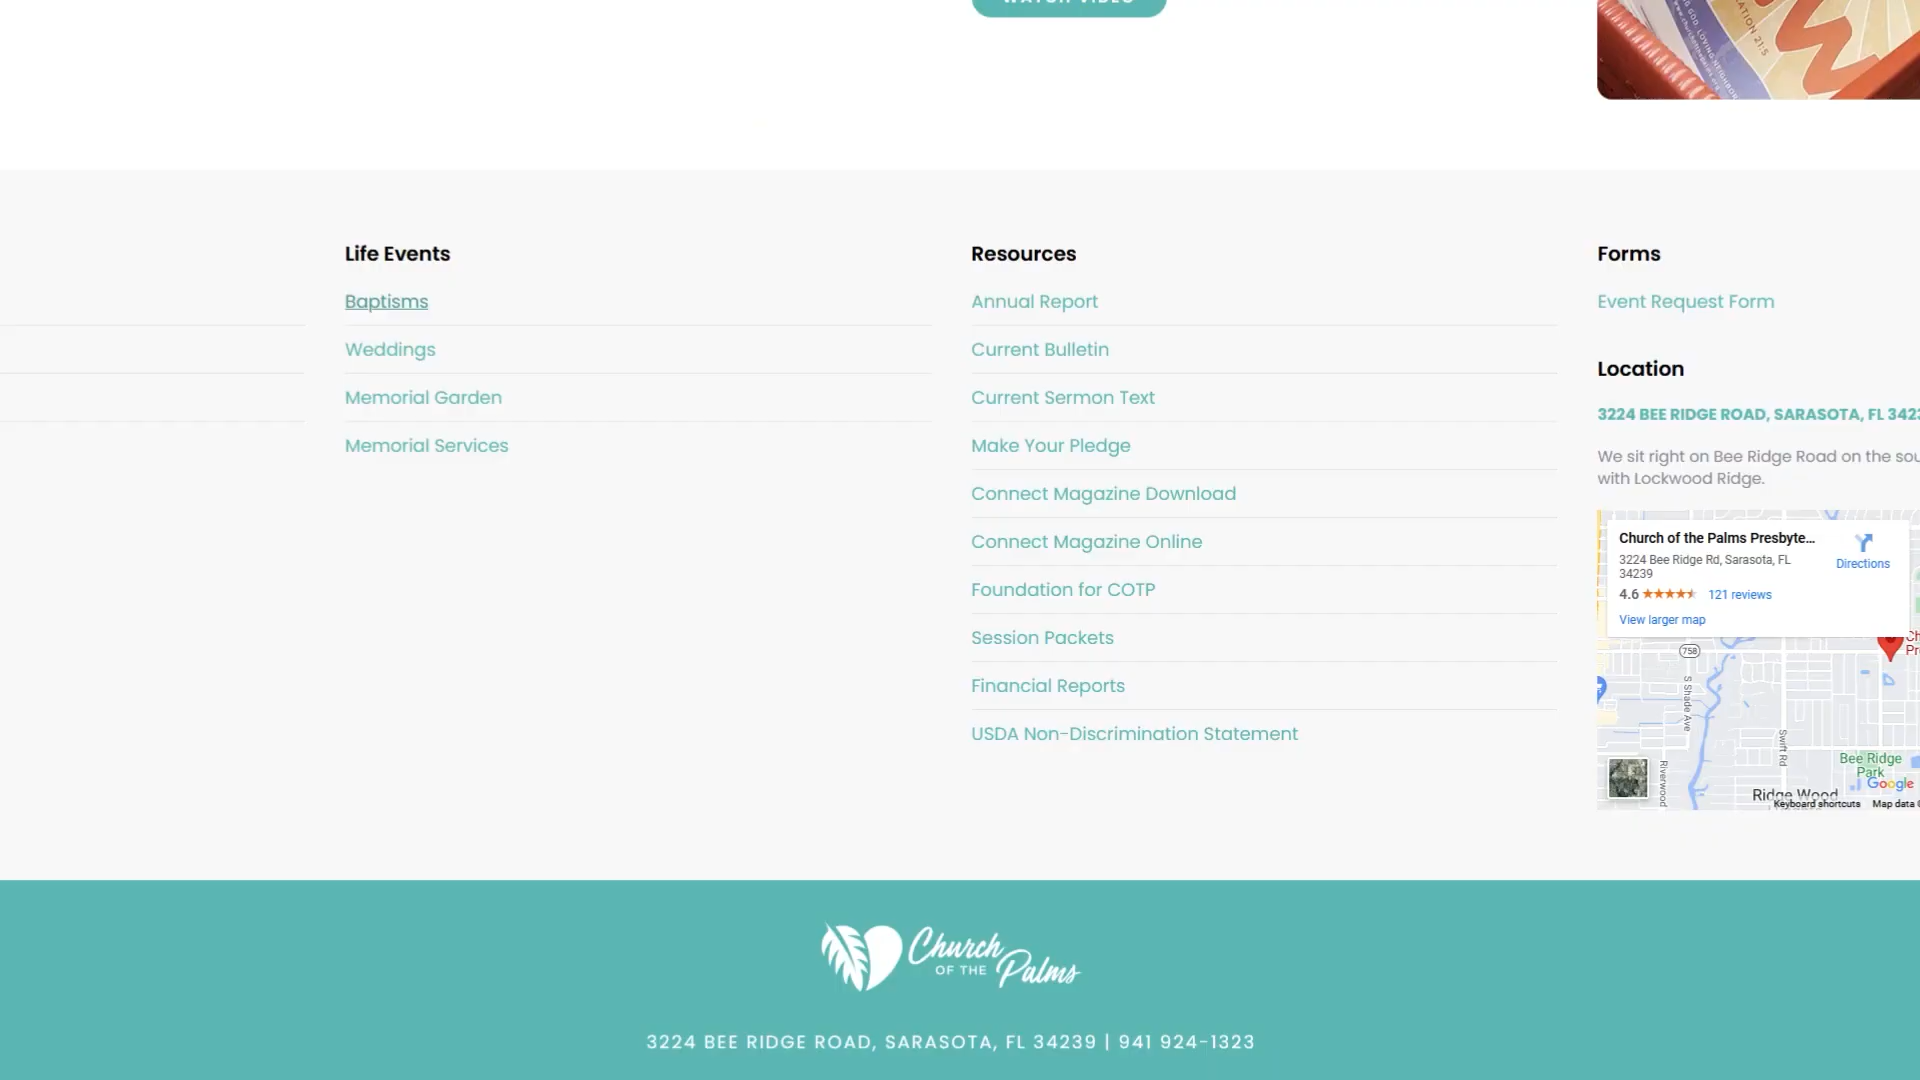 WATCH VIDEO
Life Events
Baptisms
Weddings
Memorial Garden
Memorial Services
Resources
Annual Report
Current Bulletin
Current Sermon Text
Make Your Pledge
Connect Magazine Download
Connect Magazine Online
Foundation for COTP
Session Packets
Financial Reports
USDA Non-Discrimination Statement
Forms
Event Request Form
Location
3224 BEE RIDGE ROAD, SARASOTA, FL
We sit right on Bee Ridge Road on the
with Lockwood Ridge.
Church of the Palms Presbyte...
3224 Bee Ridge Rd, Sarasota, FL
34239
4.6
121 reviews
View larger map
Directions
758
S Shade Ave
Swift Rd
Riverwood
Bee Ridge
Park
Google
Ridge Wood
Keyboard shortcuts
Map data
Church
OF THE
Palms
3224 BEE RIDGE ROAD, SARASOTA, FL 34239 | 941 924-1323